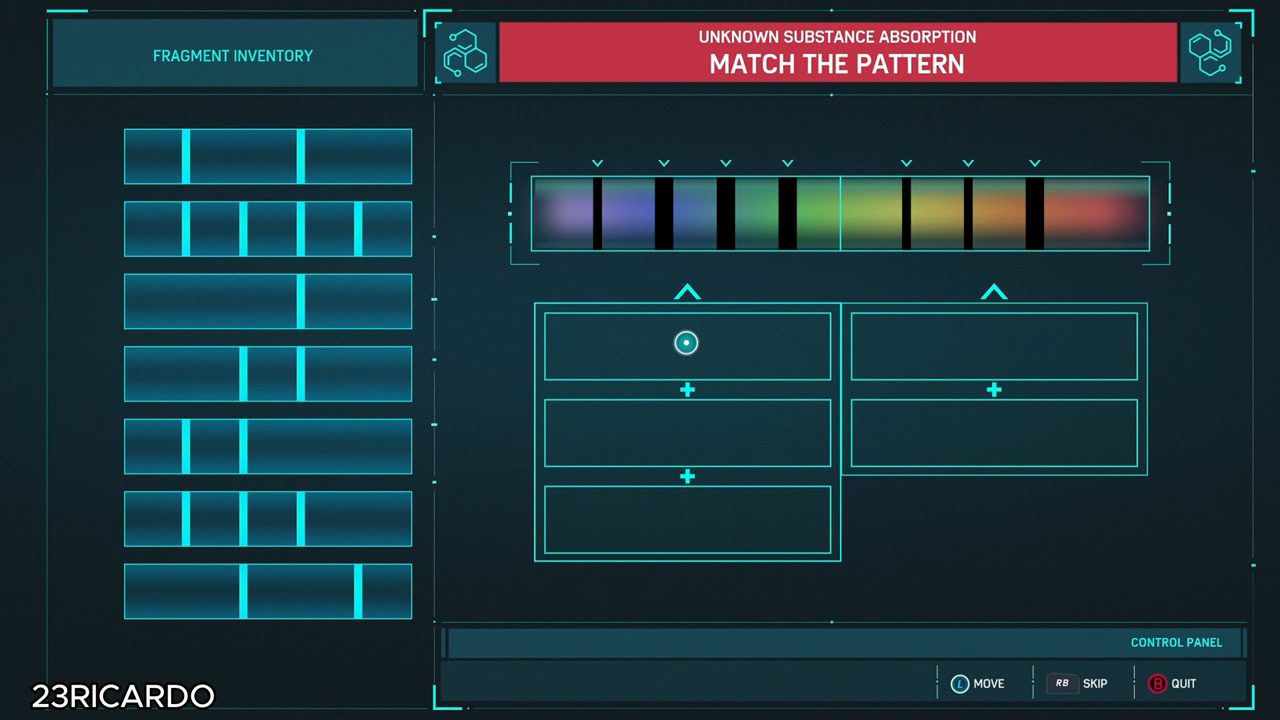 FRAGMENT INVENTORY
UNKNOWN SUBSTANCE ABSORPTION
MATCH THE PATTERN
CONTROL PANEL
L MOVE
RB SKIP
B QUIT
23RICARDO